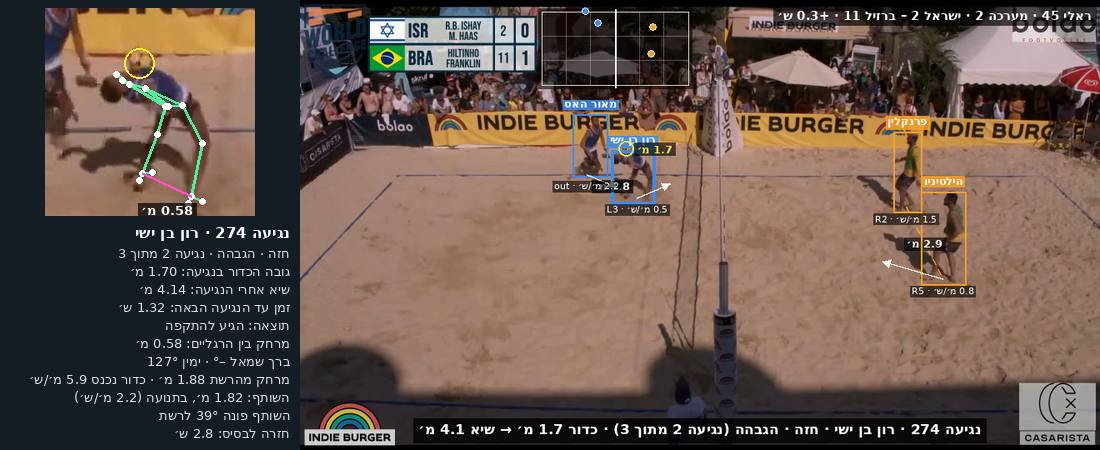 0.58 מ׳
נגיעה 274 · רון בן ישי
חזה · הגבהה · נגיעה 2 מתוך 3
גובה הכדור בנגיעה: 1.70 מ׳
שיא אחרי הנגיעה: 4.14 מ׳
זמן עד הנגיעה הבאה: 1.32 ש׳
תוצאה: הגיע להתקפה
מרחק בין הרגליים: 0.58 מ׳
ברך שמאל –° · ימין 127°
מרחק מהרשת 1.88 מ׳ · כדור נכנס 5.9 מ׳/ש׳
השותף: 1.82 מ׳, בתנועה (2.2 מ׳/ש׳)
השותף פונה 39° לרשת
חזרה לבסיס: 2.8 ש׳
ראלי 45 · מערכה 2 · ישראל 2 – ברזיל 11 · +0.3 ש׳
ISR R.B. ISHAY M. HAAS 2 0
BRA HILTINHO FRANKLIN 11 1
INDIE BURGER
bolao
FOOTVOLLEY
bolao
INDIE BURGER
INDIE BURGER
CASARISTA
מאור האס
רון בן ישי
1.7 מ׳
פרנקלין
הילטיניו
L3 · 0.5 מ׳/ש׳
R2 · 1.5 מ׳/ש׳
2.9 מ׳
R5 · 0.8 מ׳/ש׳
INDIE BURGER
נגיעה 274 · רון בן ישי · חזה · הגבהה (נגיעה 2 מתוך 3) · כדור 1.7 מ׳ → שיא 4.1 מ׳
CASARISTA